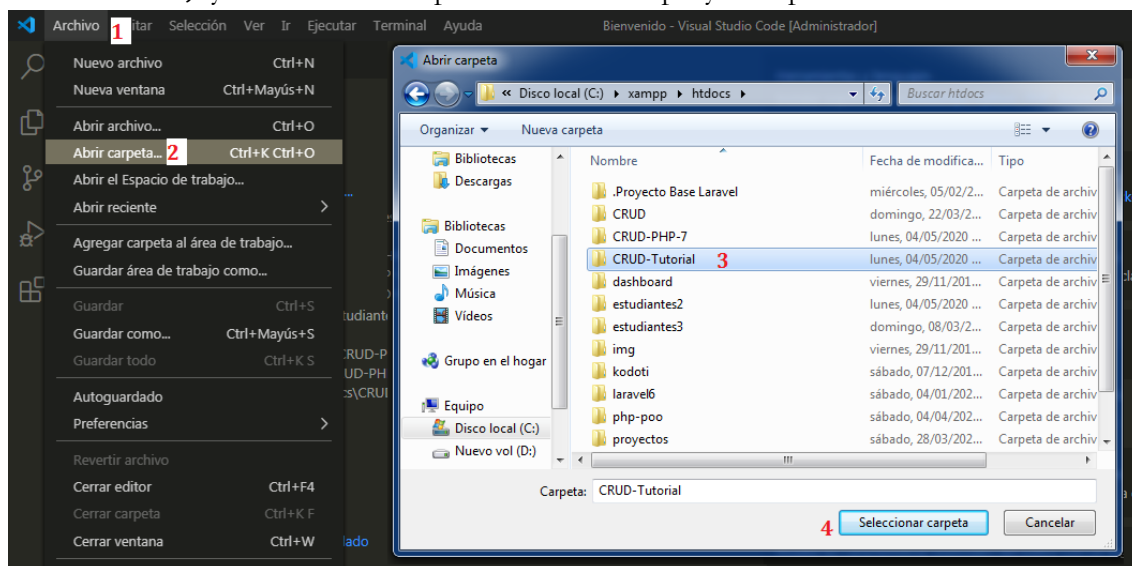 Archivo 1 itar Selección Ver Ir Ejecutar Terminal Ayuda Bienvenido - Visual Studio Code [Administrador]
Nuevo archivo Ctrl+N
Nueva ventana Ctrl+Mayús+N
Abrir archivo... Ctrl+O
Abrir carpeta... 2 Ctrl+K Ctrl+O
Abrir el Espacio de trabajo...
Abrir reciente
Agregar carpeta al área de trabajo...
Guardar área de trabajo como...
Guardar Ctrl+S
Guardar como... Ctrl+Mayús+S
Guardar todo Ctrl+K S
Autoguardado
Preferencias
Revertir archivo
Cerrar editor Ctrl+F4
Cerrar carpeta Ctrl+K F
Cerrar ventana Ctrl+W
Abrir carpeta
« Disco local (C:) xampp htdocs Buscar htdocs
Organizar Nueva carpeta
Bibliotecas
Descargas
Bibliotecas
Documentos
Imágenes
Música
Vídeos
Grupo en el hogar
Equipo
Disco local (C:)
Nuevo vol (D:)
Nombre Fecha de modifica... Tipo
.Proyecto Base Laravel miércoles, 05/02/2... Carpeta de archiv
CRUD domingo, 22/03/2... Carpeta de archiv
CRUD-PHP-7 lunes, 04/05/2020 ... Carpeta de archiv
CRUD-Tutorial 3 lunes, 04/05/2020 ... Carpeta de archiv
dashboard viernes, 29/11/201... Carpeta de archiv
estudiantes2 lunes, 04/05/2020 ... Carpeta de archiv
estudiantes3 domingo, 08/03/2... Carpeta de archiv
img viernes, 29/11/201... Carpeta de archiv
kodoti sábado, 07/12/201... Carpeta de archiv
laravel6 sábado, 04/01/202... Carpeta de archiv
php-poo sábado, 04/04/202... Carpeta de archiv
proyectos sábado, 28/03/202... Carpeta de archiv
Carpeta: CRUD-Tutorial
4 Seleccionar carpeta Cancelar